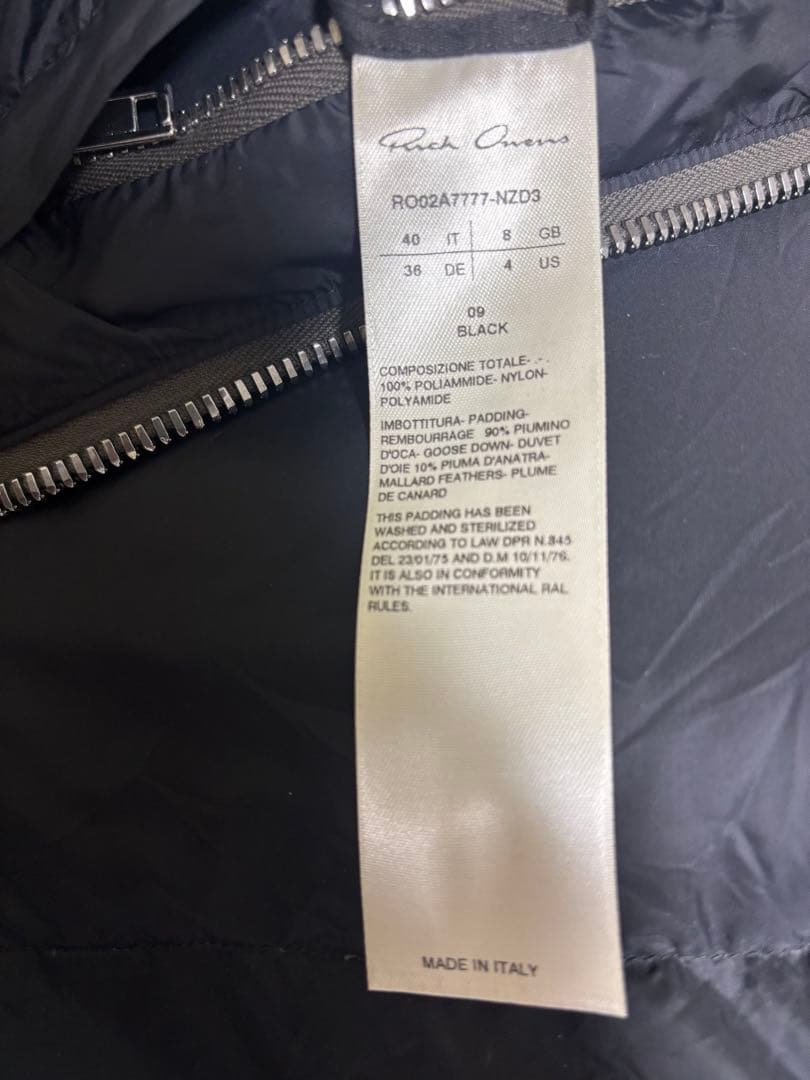 Rick Owens
RO02A7777-NZD3
40 IT 8 GB
36 DE 4 US
09
BLACK
COMPOSIZIONE TOTALE- . - .
100% POLIAMMIDE- NYLON-
POLYAMIDE
IMBOTTITURA- PADDING-
REMBOURRAGE 90% PIUMINO
D'OCA- GOOSE DOWN- DUVET
D'OIE 10% PIUMA D'ANATRA-
MALLARD FEATHERS- PLUME
DE CANARD
THIS PADDING HAS BEEN
WASHED AND STERILIZED
ACCORDING TO LAW DPR N.845
DEL 23/01/75 AND D.M 10/11/76.
IT IS ALSO IN CONFORMITY
WITH THE INTERNATIONAL RAL
RULES.
MADE IN ITALY